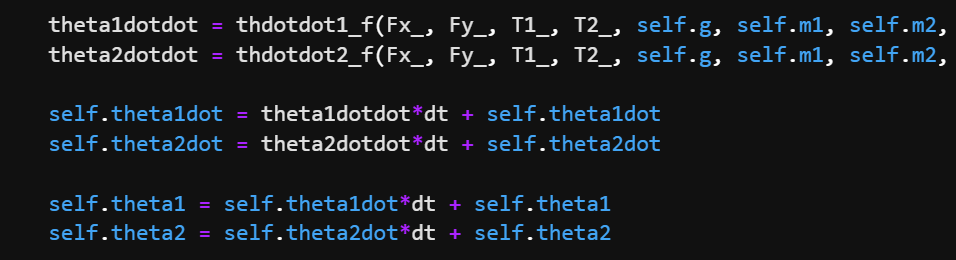 theta1dotdot = thdotdot1_f(Fx_, Fy_, T1_, T2_, self.g, self.m1, self.m2,
theta2dotdot = thdotdot2_f(Fx_, Fy_, T1_, T2_, self.g, self.m1, self.m2,
self.theta1dot = theta1dotdot*dt + self.theta1dot
self.theta2dot = theta2dotdot*dt + self.theta2dot
self.theta1 = self.theta1dot*dt + self.theta1
self.theta2 = self.theta2dot*dt + self.theta2